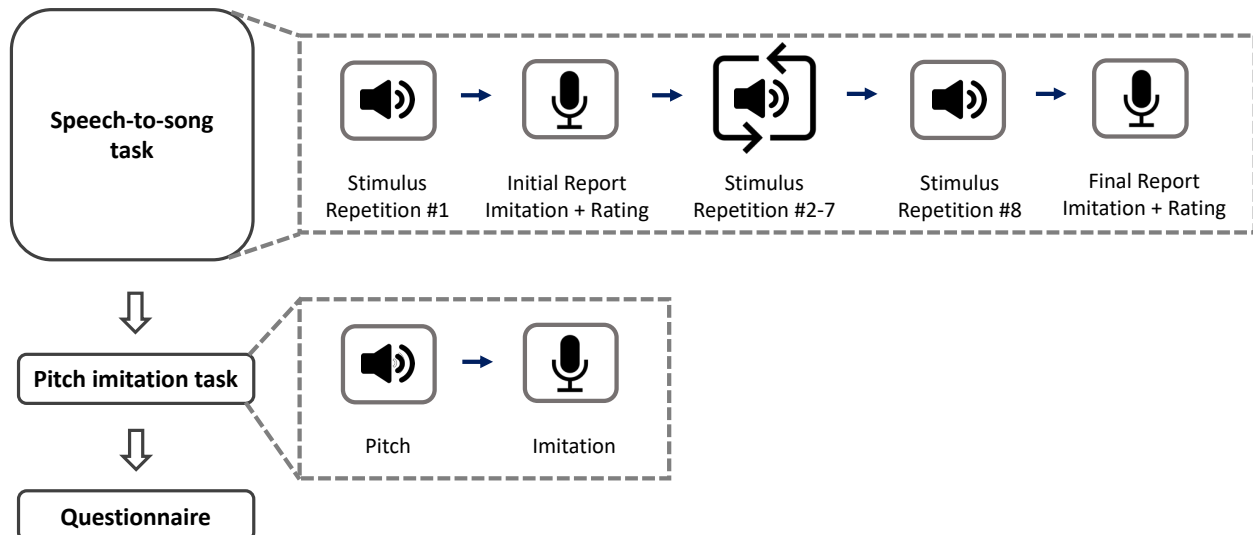 Speech-to-song
task
Stimulus
Repetition #1
Initial Report
Imitation + Rating
Stimulus
Repetition #2-7
Stimulus
Repetition #8
Final Report
Imitation + Rating
Pitch imitation task
Pitch
Imitation
Questionnaire